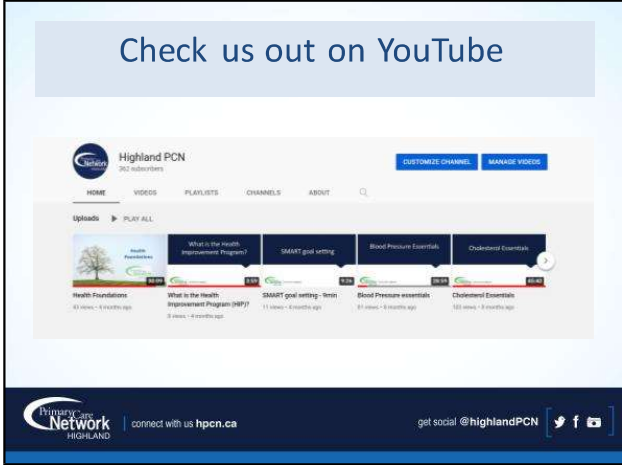 Check us out on YouTube
Highland PCN
362 subscribers
CUSTOMIZE CHANNEL MANAGE VIDEOS
HOME VIDEOS PLAYLISTS CHANNELS ABOUT
Uploads PLAY ALL
Health Foundations
What is the Health Improvement Program?
SMART goal setting
Blood Pressure Essentials
Cholesterol Essentials
Health Foundations
What is the Health
Improvement Program (HIP)?
SMART goal setting - 9min
Blood Pressure essentials
Cholesterol Essentials
Primary Care
Network
HIGHLAND
connect with us hpcn.ca
get social @highlandPCN